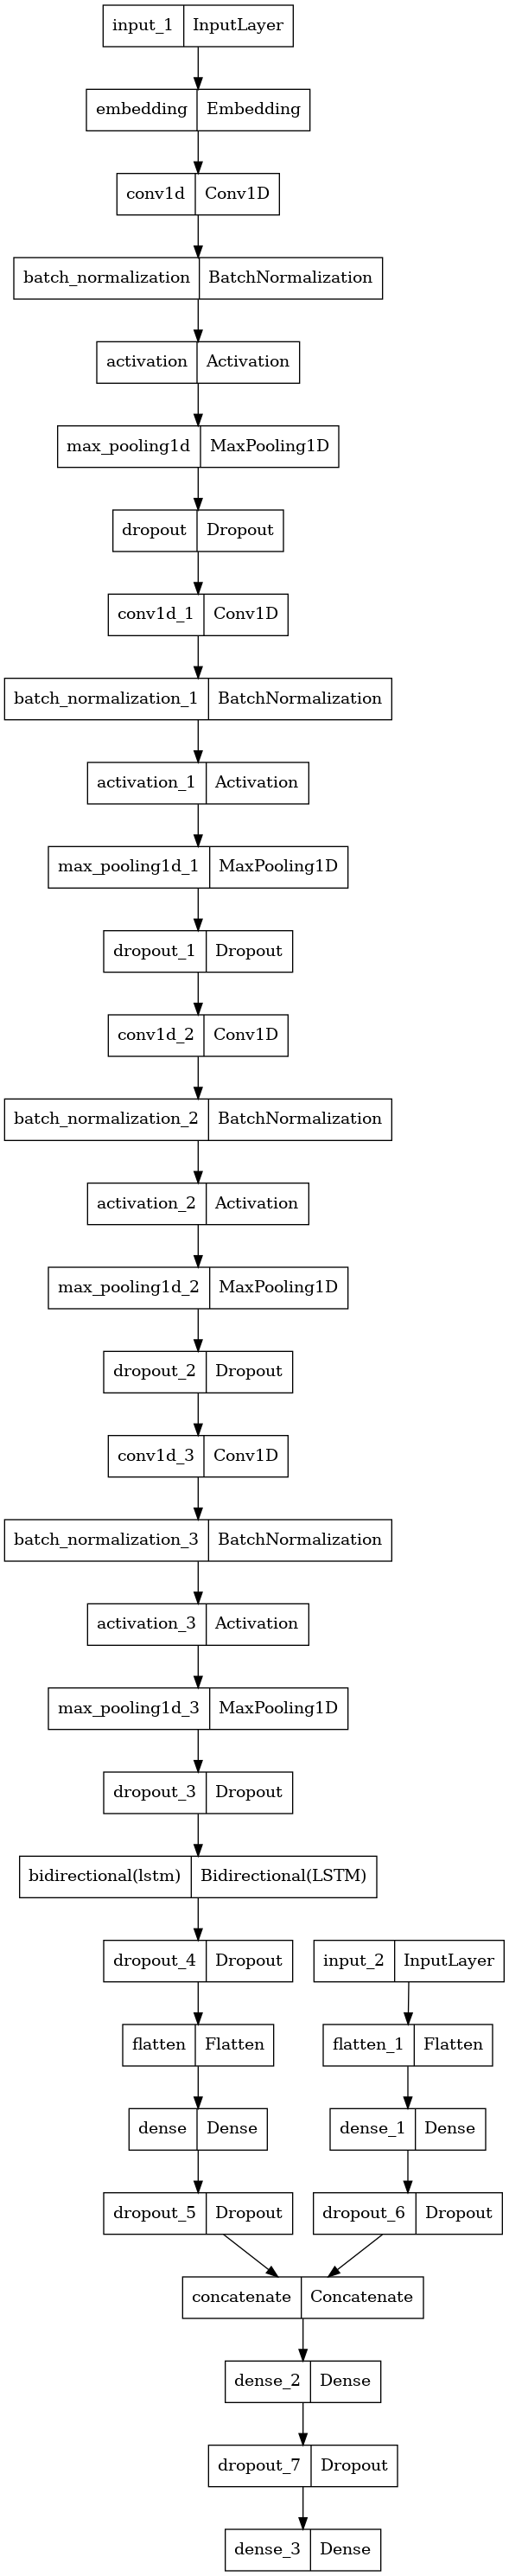 input_1 InputLayer
embedding Embedding
conv1d Conv1D
batch_normalization BatchNormalization
activation Activation
max_pooling1d MaxPooling1D
dropout Dropout
conv1d_1 Conv1D
batch_normalization_1 BatchNormalization
activation_1 Activation
max_pooling1d_1 MaxPooling1D
dropout_1 Dropout
conv1d_2 Conv1D
batch_normalization_2 BatchNormalization
activation_2 Activation
max_pooling1d_2 MaxPooling1D
dropout_2 Dropout
conv1d_3 Conv1D
batch_normalization_3 BatchNormalization
activation_3 Activation
max_pooling1d_3 MaxPooling1D
dropout_3 Dropout
bidirectional(lstm) Bidirectional(LSTM)
dropout_4 Dropout input_2 InputLayer
flatten Flatten flatten_1 Flatten
dense Dense dense_1 Dense
dropout_5 Dropout dropout_6 Dropout
concatenate Concatenate
dense_2 Dense
dropout_7 Dropout
dense_3 Dense